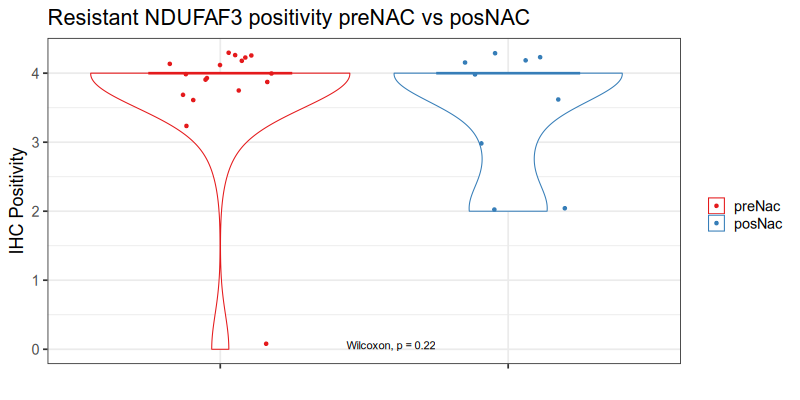 Resistant NDUFAF3 positivity preNAC vs posNAC
IHC Positivity
4
3
2
1
0
Wilcoxon, p = 0.22
preNac
posNac